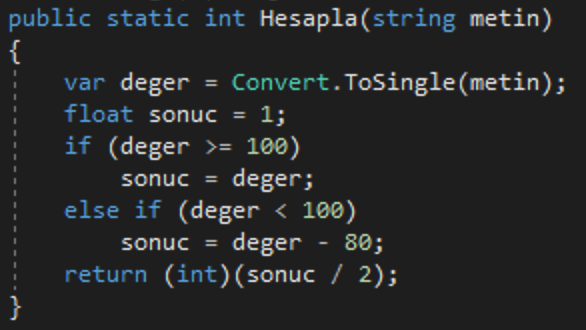 public static int Hesapla(string metin)
{
var deger = Convert.ToSingle(metin);
float sonuc = 1;
if (deger >= 100)
sonuc = deger;
else if (deger < 100)
sonuc = deger - 80;
return (int)(sonuc / 2);
}